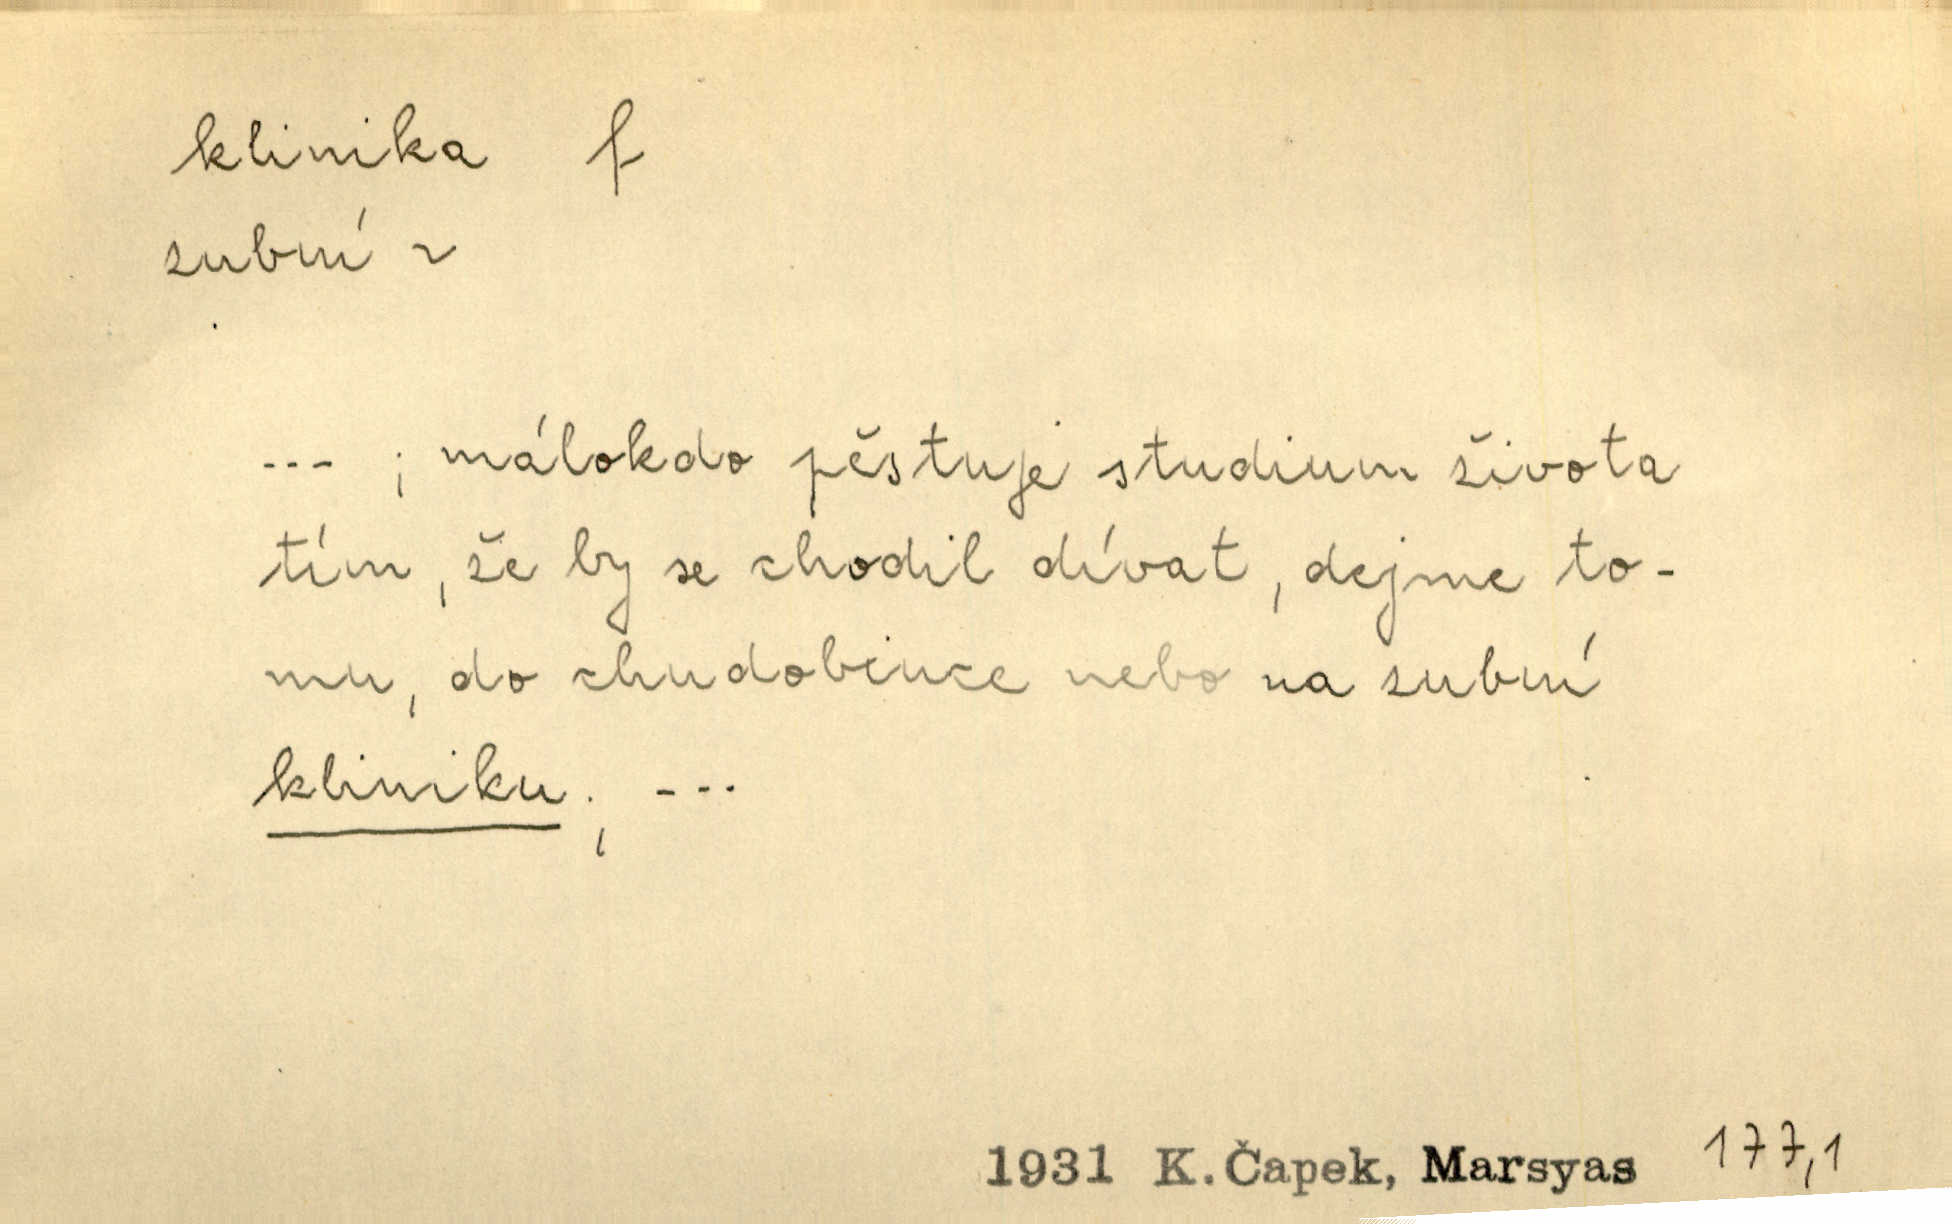 klinika f
zubní ~
--- ; málokdo pěstuje studium života
tím, že by se chodil dívat, dejme to-
mu, do chudobince nebo na zubní
kliniku; ---
1931 K. Čapek, Marsyas 177,1